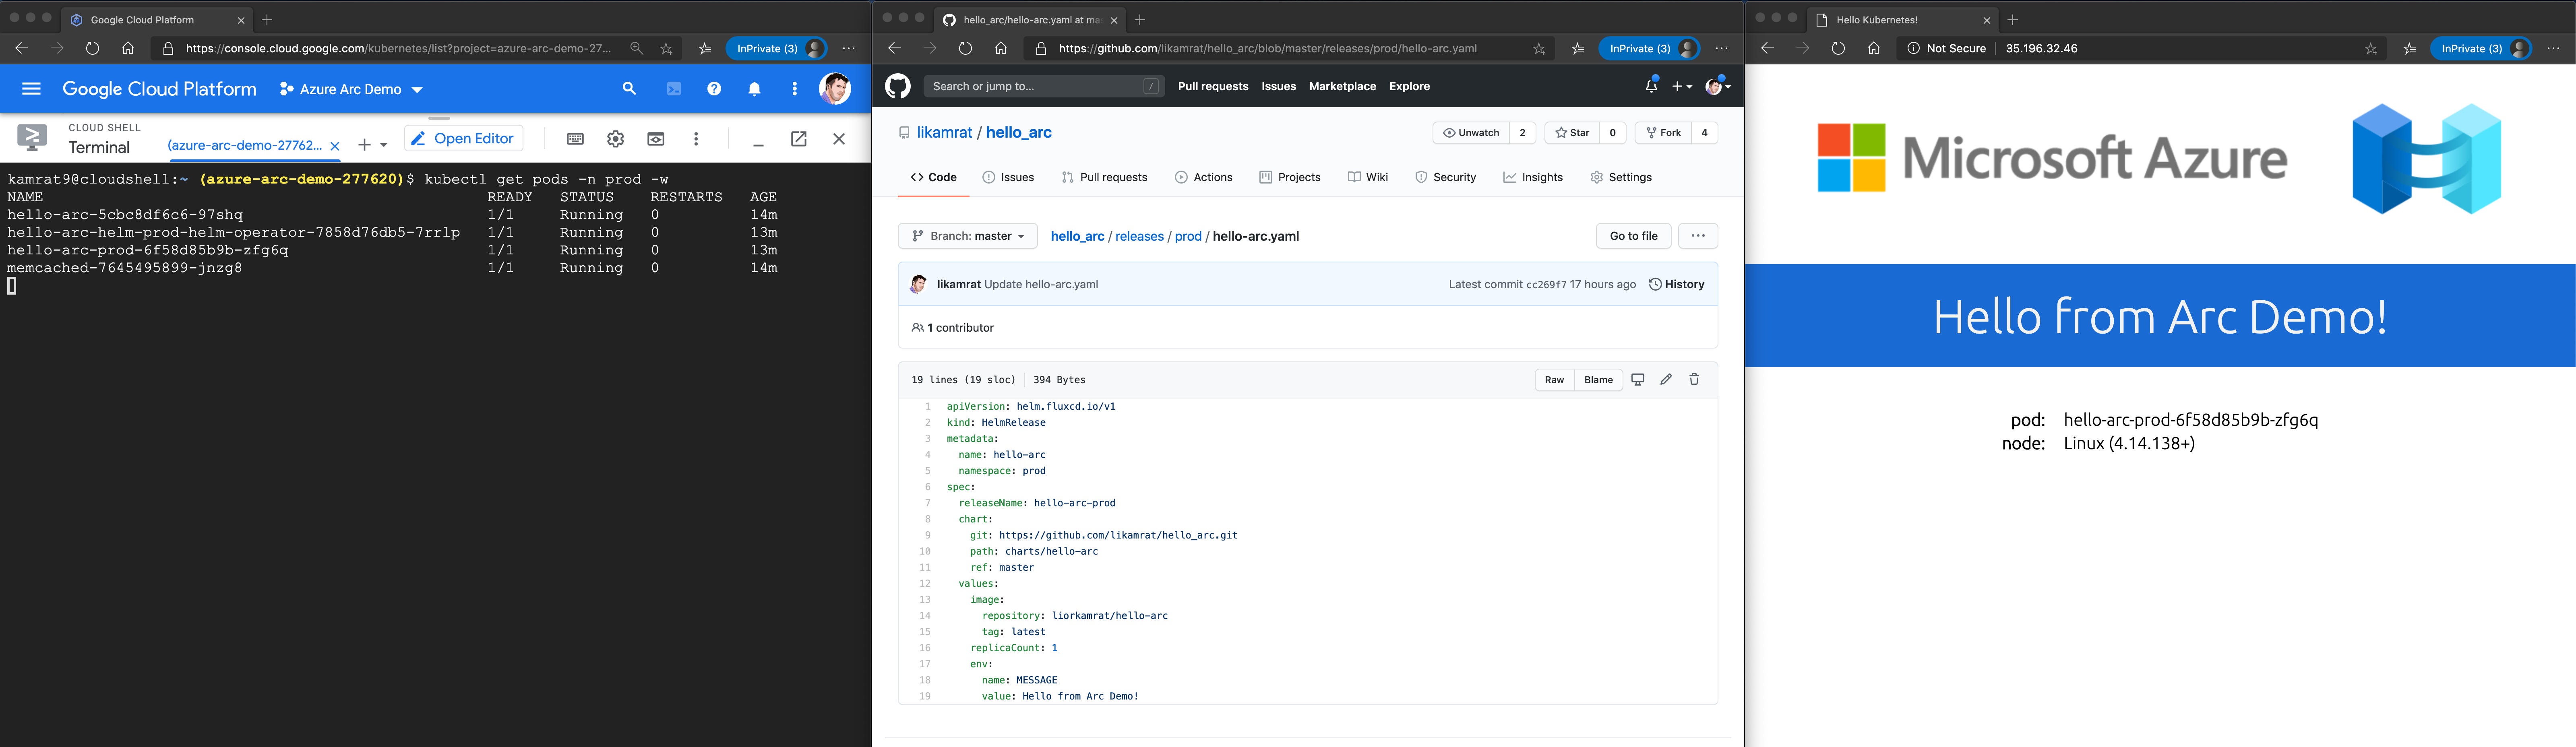 Google Cloud Platform
https://console.cloud.google.com/kubernetes/list?project=azure-arc-demo-27...
InPrivate (3)
Google Cloud Platform
Azure Arc Demo
CLOUD SHELL
Terminal
(azure-arc-demo-27762...
Open Editor
kamrat9@cloudshell:~ (azure-arc-demo-277620)$ kubectl get pods -n prod -w
NAME READY STATUS RESTARTS AGE
hello-arc-5cbc8df6c6-97shq 1/1 Running 0 14m
hello-arc-helm-prod-helm-operator-7858d76db5-7rrlp 1/1 Running 0 13m
hello-arc-prod-6f58d85b9b-zfg6q 1/1 Running 0 13m
memcached-7645495899-jnzg8 1/1 Running 0 14m
hello_arc/hello-arc.yaml at ma
https://github.com/likamrat/hello_arc/blob/master/releases/prod/hello-arc.yaml
InPrivate (3)
Search or jump to... /
Pull requests Issues Marketplace Explore
likamrat / hello_arc
Unwatch 2 Star 0 Fork 4
Code Issues Pull requests Actions Projects Wiki Security Insights Settings
Branch: master
hello_arc / releases / prod / hello-arc.yaml
Go to file
likamrat Update hello-arc.yaml
Latest commit cc269f7 17 hours ago History
1 contributor
19 lines (19 sloc) 394 Bytes
Raw Blame
1 apiVersion: helm.fluxcd.io/v1
2 kind: HelmRelease
3 metadata:
4 name: hello-arc
5 namespace: prod
6 spec:
7 releaseName: hello-arc-prod
8 chart:
9 git: https://github.com/likamrat/hello_arc.git
10 path: charts/hello-arc
11 ref: master
12 values:
13 image:
14 repository: liorkamrat/hello-arc
15 tag: latest
16 replicaCount: 1
17 env:
18 name: MESSAGE
19 value: Hello from Arc Demo!
Hello Kubernetes!
Not Secure 35.196.32.46
InPrivate (3)
Microsoft Azure
Hello from Arc Demo!
pod: hello-arc-prod-6f58d85b9b-zfg6q
node: Linux (4.14.138+)